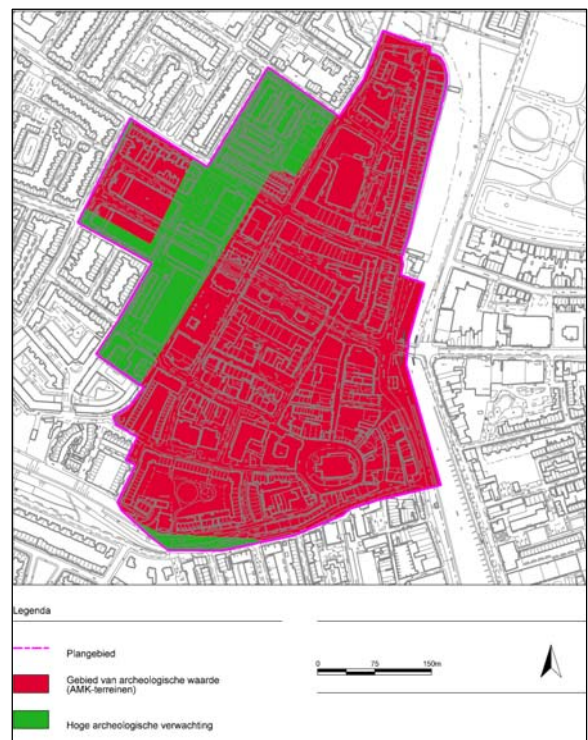 Legenda
Plangebied
0 75 150m
Gebied van archeologische waarde
(AMK-terreinen)
Hoge archeologische verwachting